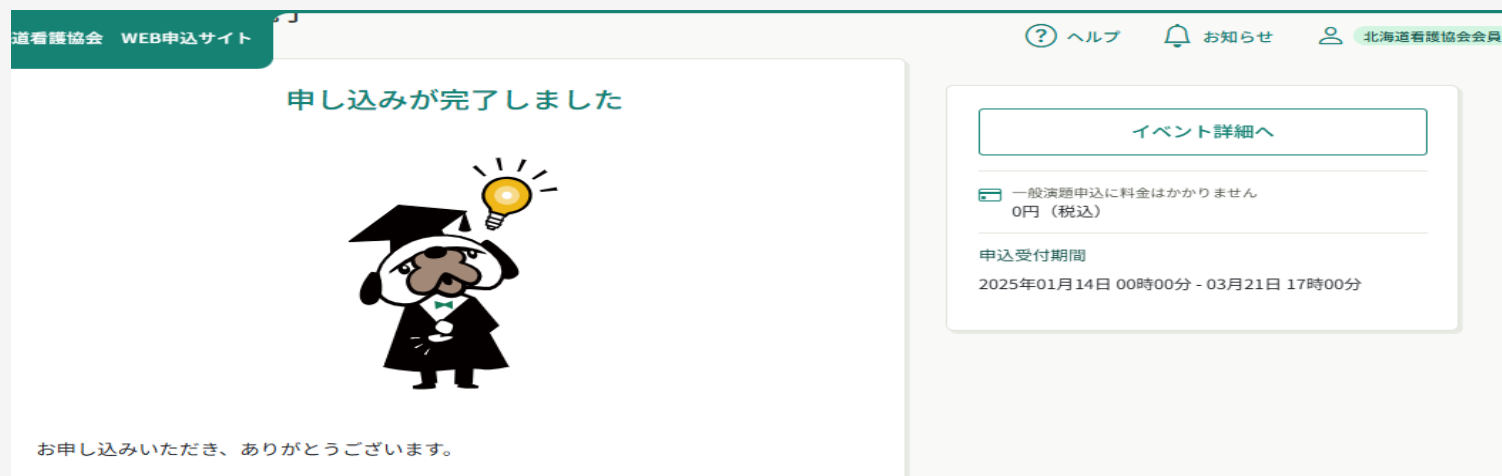 道看護協会 WEB申込サイト
ヘルプ
お知らせ
北海道看護協会会員
申し込みが完了しました
お申し込みいただき、ありがとうございます。
イベント詳細へ
一般演題申込に料金はかかりません
0円（税込）
申込受付期間
2025年01月14日 00時00分 - 03月21日 17時00分